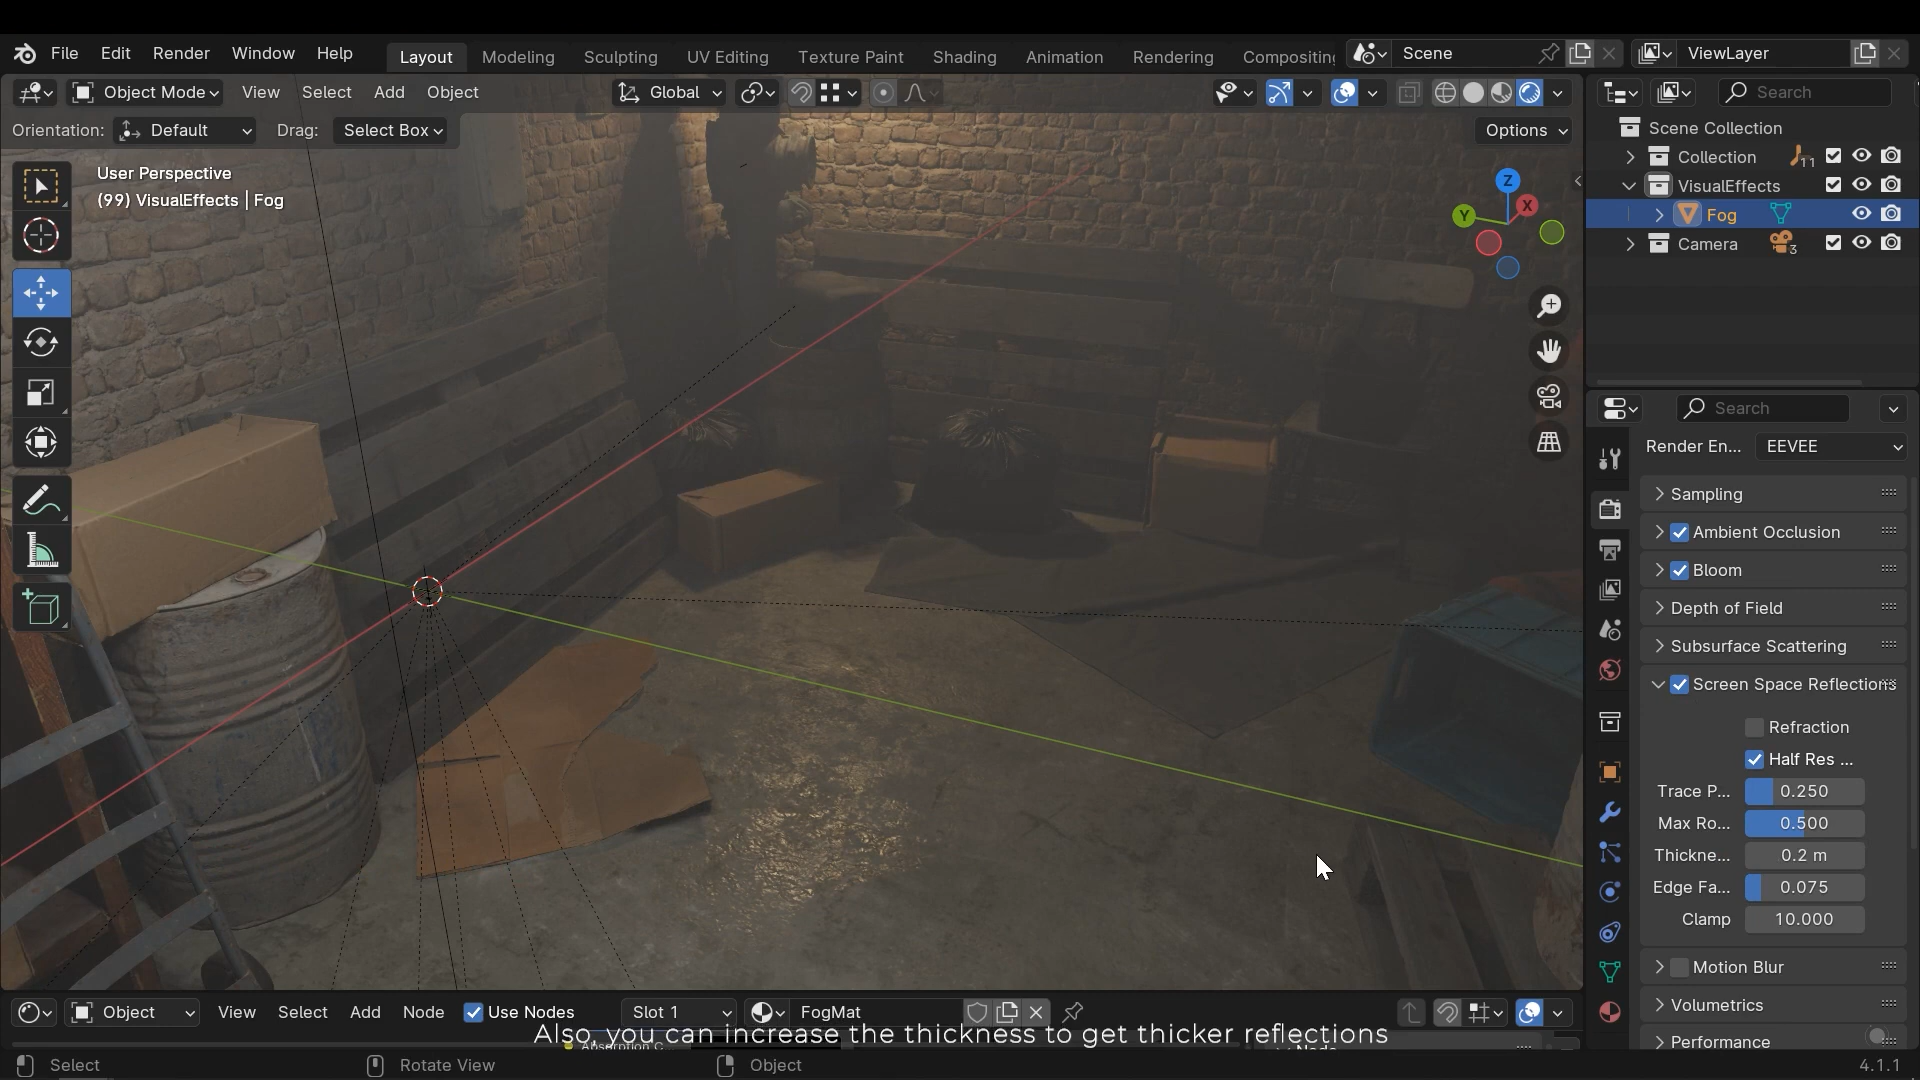 File Edit Render Window Help Layout Modeling Sculpting UV Editing Texture Paint Shading Animation Rendering Compositing Scene ViewLayer
Object Mode View Select Add Object Global Search
Orientation: Default Drag: Select Box Options
Scene Collection
Collection 11
VisualEffects
Fog
Camera 3
User Perspective
(99) VisualEffects | Fog
Z
X
Y
Search
Render En... EEVEE
Sampling
Ambient Occlusion
Bloom
Depth of Field
Subsurface Scattering
Screen Space Reflections
Refraction
Half Res ...
Trace P... 0.250
Max Ro... 0.500
Thickne... 0.2 m
Edge Fa... 0.075
Clamp 10.000
Motion Blur
Volumetrics
Performance
Object View Select Add Node Use Nodes Slot 1 FogMat
Also, you can increase the thickness to get thicker reflections
Select Rotate View Object 4.1.1